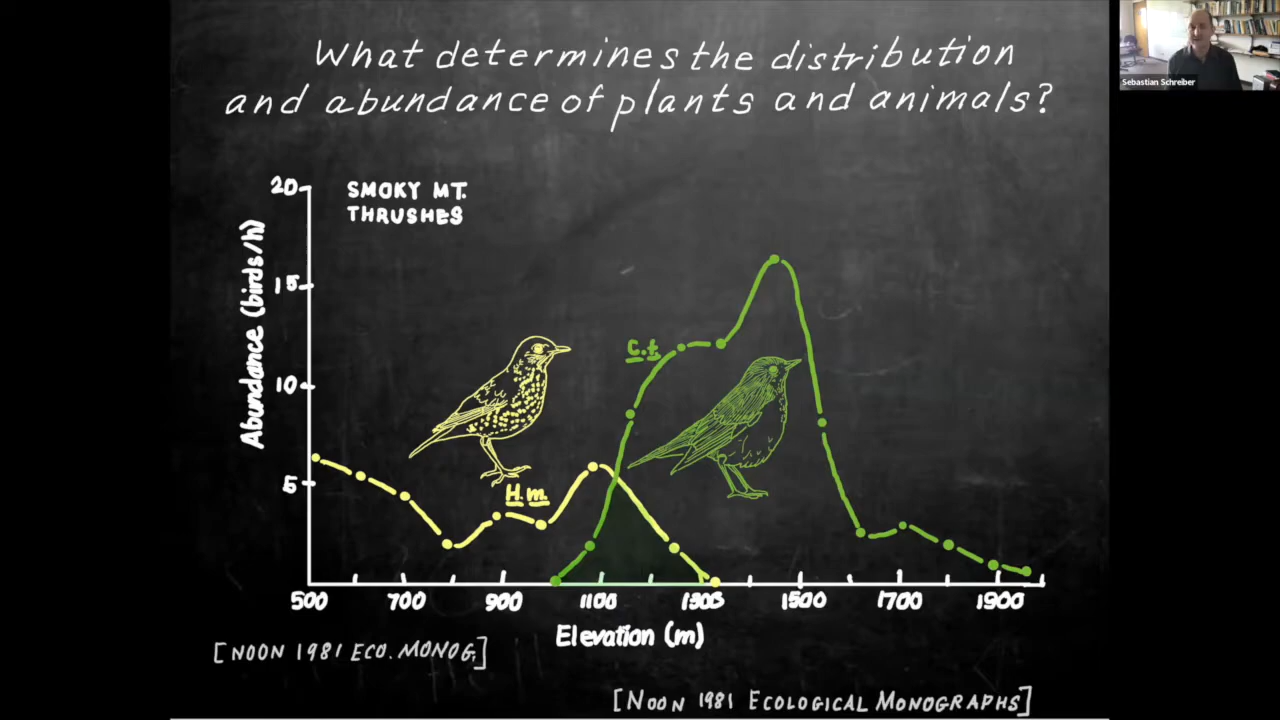 What determines the distribution
and abundance of plants and animals?
Sebastian Schreiber
SMOKY MT.
THRUSHES
Abundance (birds/h)
20
15
10
5
C.t.
H.m.
500 700 900 1100 1300 1500 1700 1900
Elevation (m)
[NOON 1981 ECO. MONOG.]
[NOON 1981 ECOLOGICAL MONOGRAPHS]